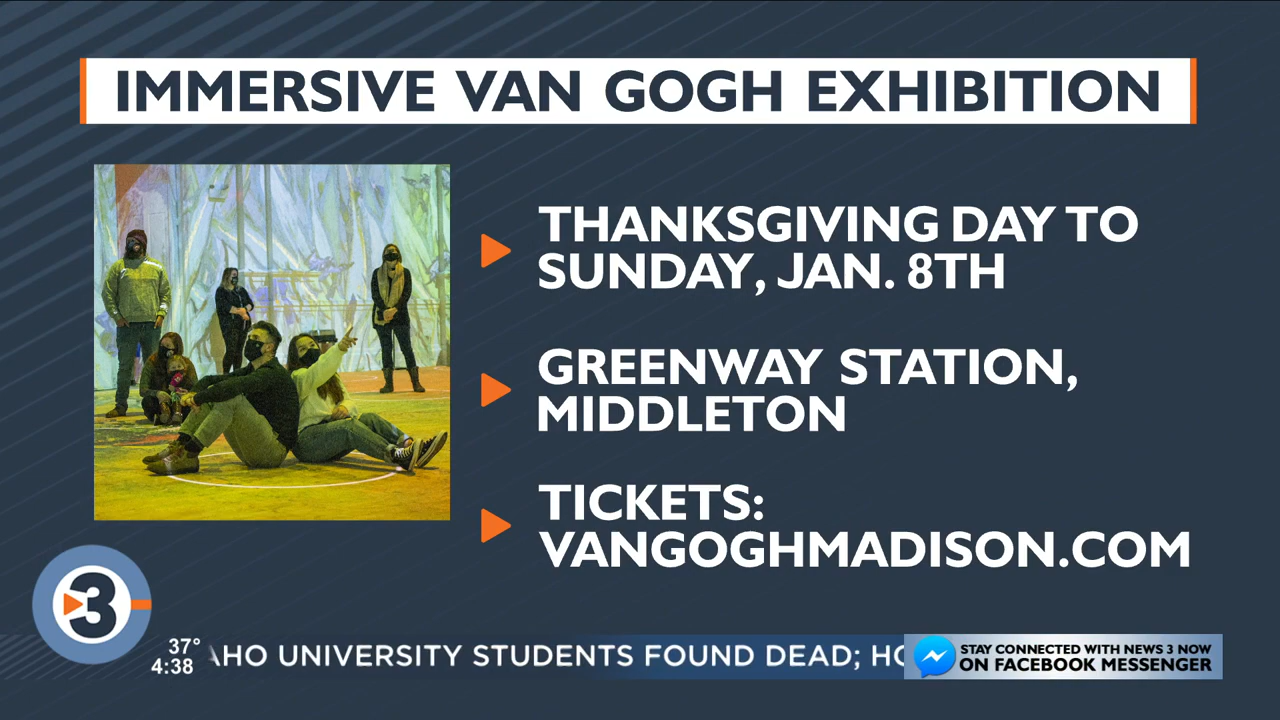 IMMERSIVE VAN GOGH EXHIBITION
THANKSGIVING DAY TO
SUNDAY, JAN. 8TH
GREENWAY STATION,
MIDDLETON
TICKETS:
VANGOGHMADISON.COM
3
37°
4:38
AHO UNIVERSITY STUDENTS FOUND DEAD;
STAY CONNECTED WITH NEWS 3 NOW
ON FACEBOOK MESSENGER